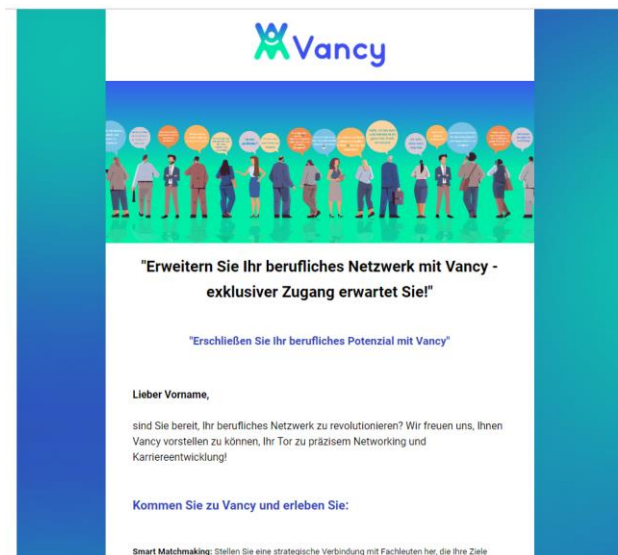 Vancy
"Erweitern Sie Ihr berufliches Netzwerk mit Vancy -
exklusiver Zugang erwartet Sie!"
"Erschließen Sie Ihr berufliches Potenzial mit Vancy"
Lieber Vorname,
sind Sie bereit, Ihr berufliches Netzwerk zu revolutionieren? Wir freuen uns, Ihnen
Vancy vorstellen zu können, Ihr Tor zu präzisem Networking und
Karriereentwicklung!
Kommen Sie zu Vancy und erleben Sie:
Smart Matchmaking: Stellen Sie eine strategische Verbindung mit Fachleuten her, die Ihre Ziele